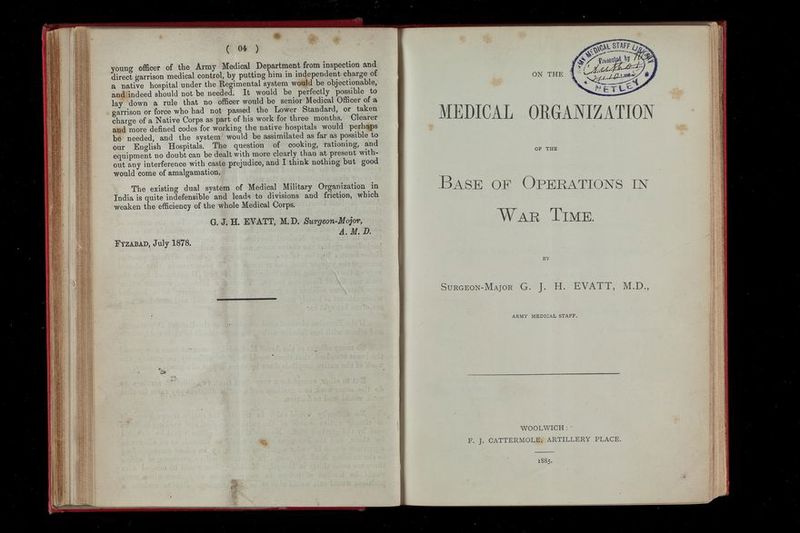 ( 64 )
young officer of the Army Medical Department from inspection and
direct garrison medical control, by putting him in independent charge of
a native hospital under the Regimental system would be objectionable,
and indeed should not be needed. It would be perfectly possible to
lay down a rule that no officer would be senior Medical Officer of a
garrison or force who had not passed the Lower Standard, or taken
charge of a Native Corps as part of his work for three months. Clearer
and more defined codes for working the native hospitals would perhaps
be needed, and the system would be assimilated as far as possible to
our English Hospitals. The question of cooking, rationing, and
equipment no doubt can be dealt with more clearly than at present with-
out any interference with caste prejudice, and I think nothing but good
would come of amalgamation.
The existing dual system of Medical Military Organization in
India is quite indefensible and leads to divisions and friction, which
weaken the efficiency of the whole Medical Corps.
G. J. H. EVATT, M.D. Surgeon-Major,
A. M. D.
FYZABAD, July 1878.
MEDICAL STAFF
Presented by
NETLEY
ON THE
MEDICAL ORGANIZATION
OF THE
BASE OF OPERATIONS IN
WAR TIME.
BY
SURGEON-MAJOR G. J. H. EVATT, M.D.,
ARMY MEDICAL STAFF.
WOOLWICH:
F. J. CATTERMOLE, ARTILLERY PLACE.
1885.